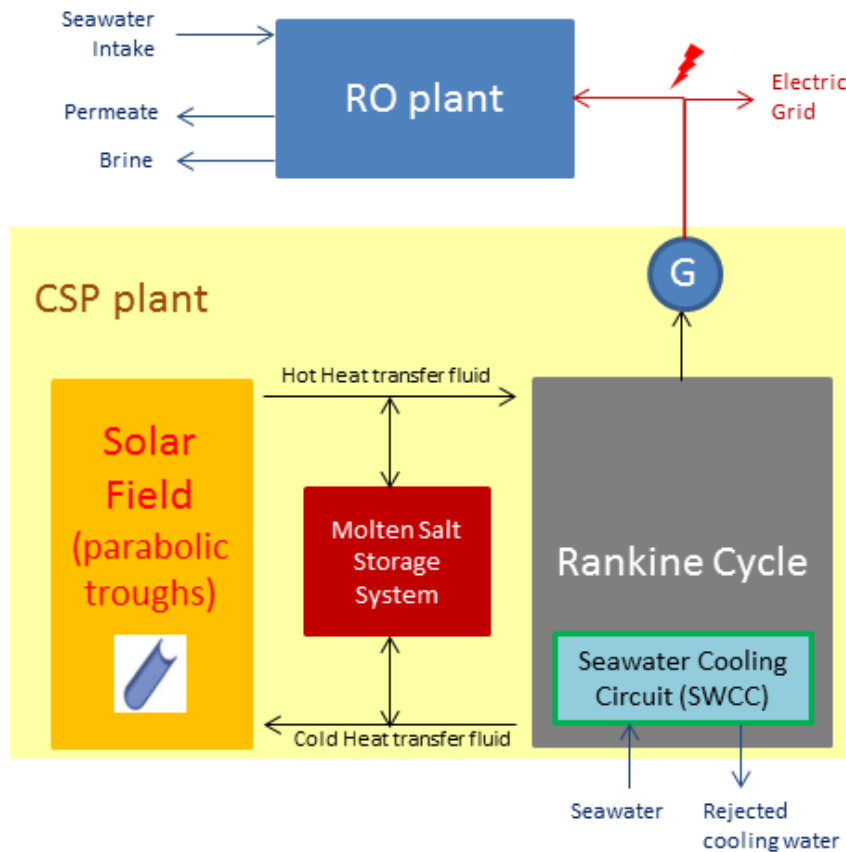 Seawater
Intake
RO plant
Permeate
Brine
Electric
Grid
G
CSP plant
Hot Heat transfer fluid
Solar
Field
(parabolic
troughs)
Molten Salt
Storage
System
Rankine Cycle
Seawater Cooling
Circuit (SWCC)
Cold Heat transfer fluid
Seawater
Rejected
cooling water